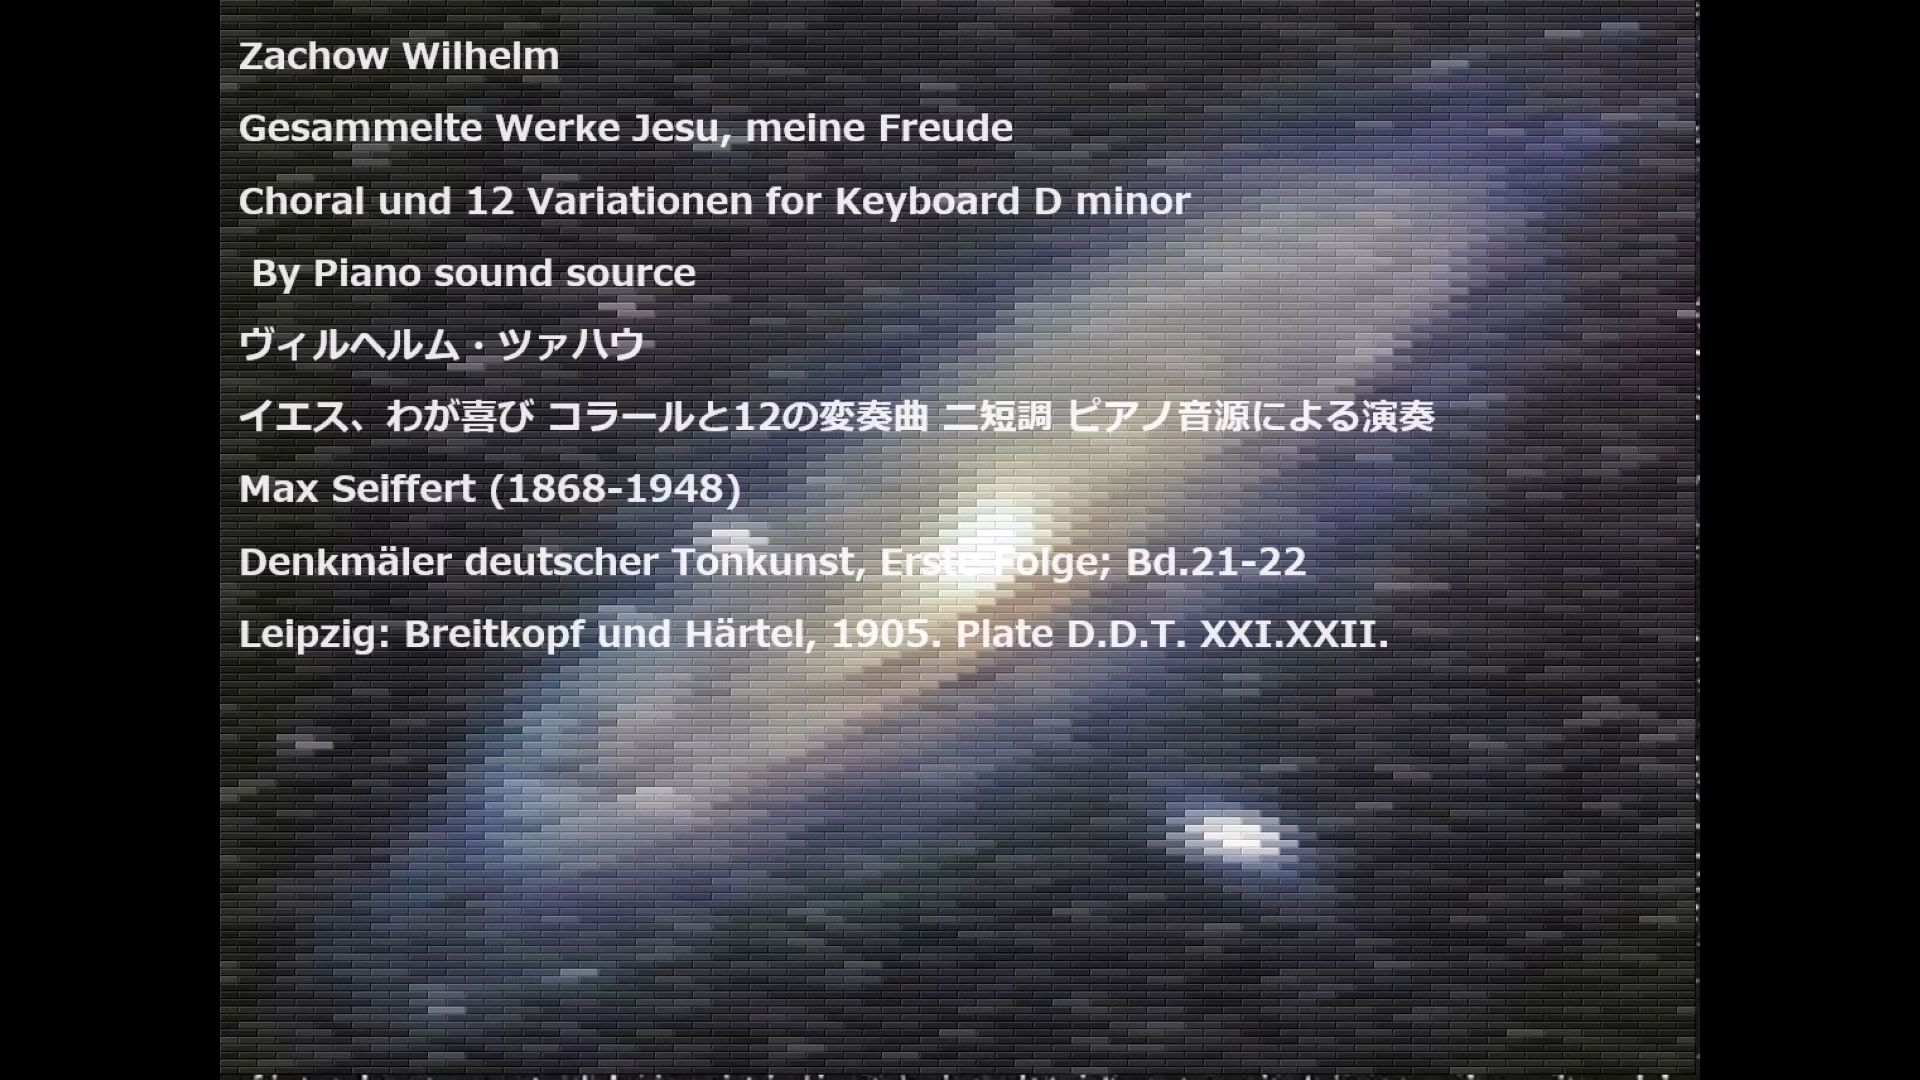 Zachow Wilhelm
Gesammelte Werke Jesu, meine Freude
Choral und 12 Variationen for Keyboard D minor
By Piano sound source
ヴィルヘルム・ツァハウ
イエス、わが喜び コラールと12の変奏曲 ニ短調 ピアノ音源による演奏
Max Seiffert (1868-1948)
Denkmäler deutscher Tonkunst, Erste Folge; Bd.21-22
Leipzig: Breitkopf und Härtel, 1905. Plate D.D.T. XXI.XXII.